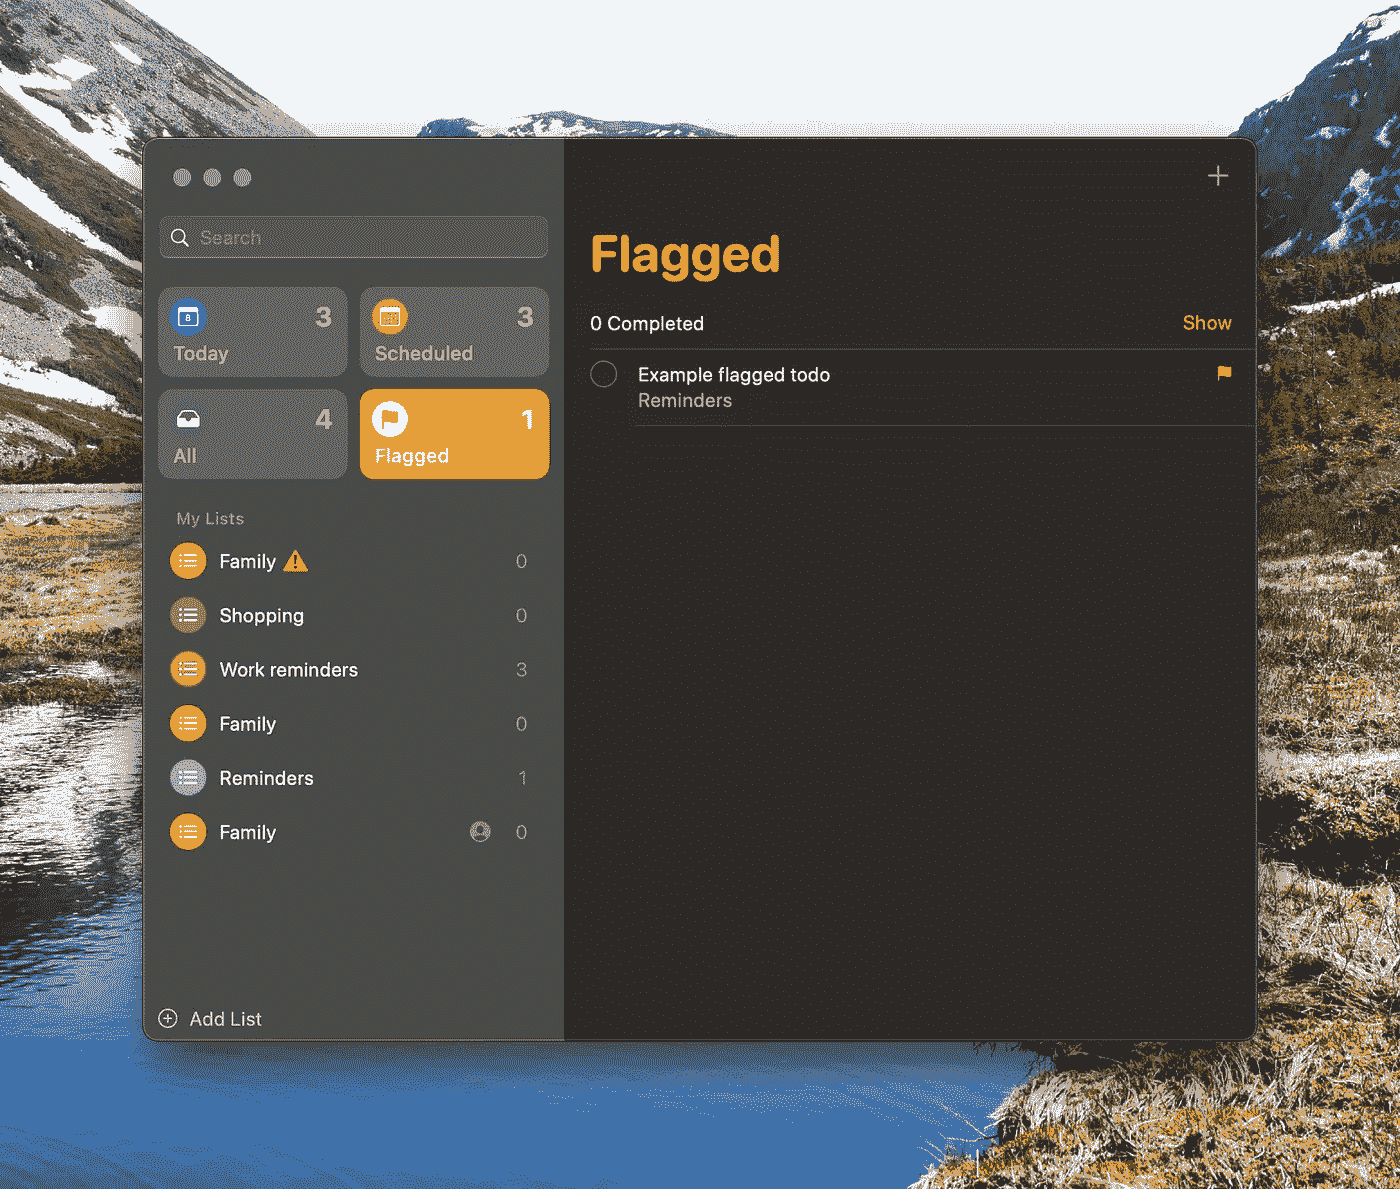 Search
8
Today 3
Scheduled 3
All 4
Flagged 1
My Lists
Family 0
Shopping 0
Work reminders 3
Family 0
Reminders 1
Family 0
Add List
Flagged
0 Completed Show
Example flagged todo
Reminders